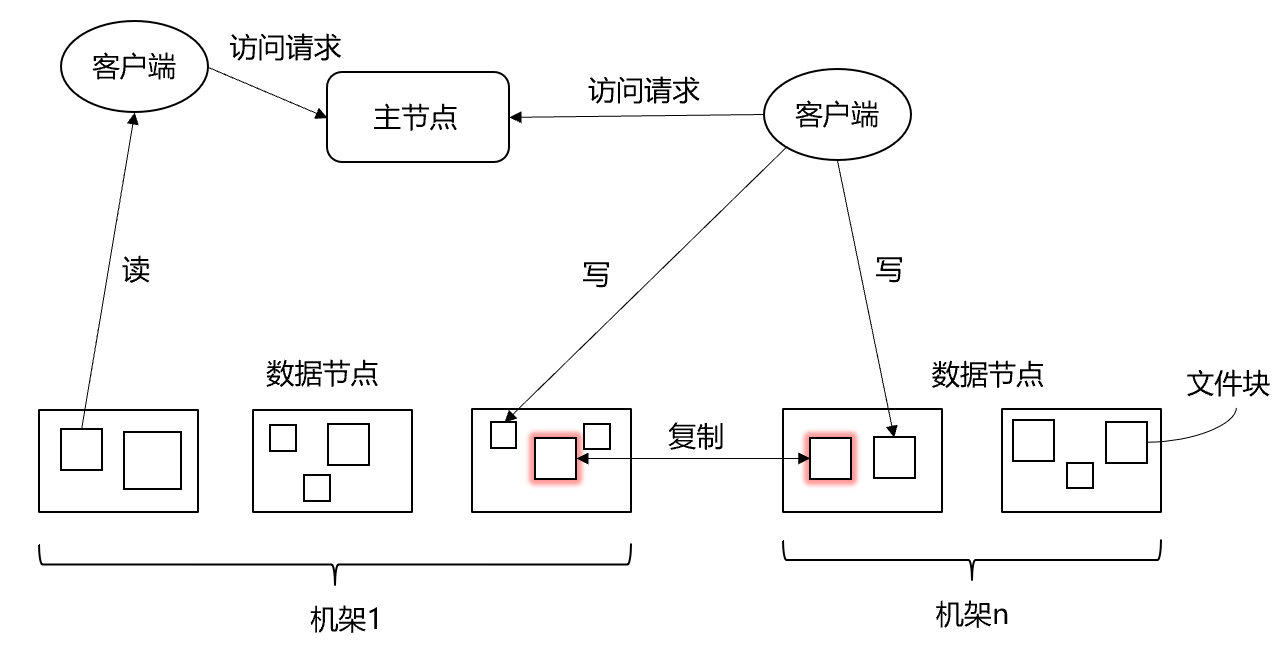 客户端
访问请求
主节点
访问请求
客户端
读
写
写
数据节点
数据节点
文件块
复制
机架1
机架n